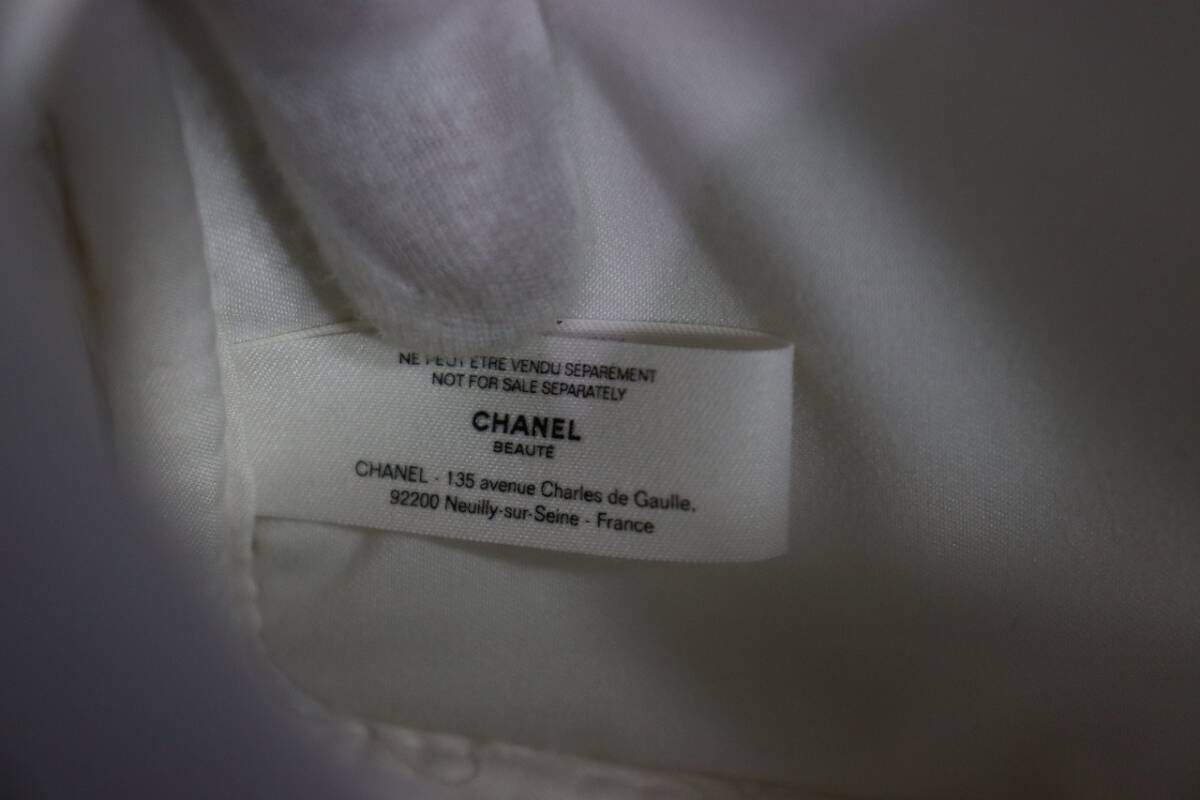 NE PEUT ETRE VENDU SÉPARÉMENT
NOT FOR SALE SEPARATELY
CHANEL
BEAUTÉ
CHANEL - 135 avenue Charles de Gaulle,
92200 Neuilly-sur-Seine - France